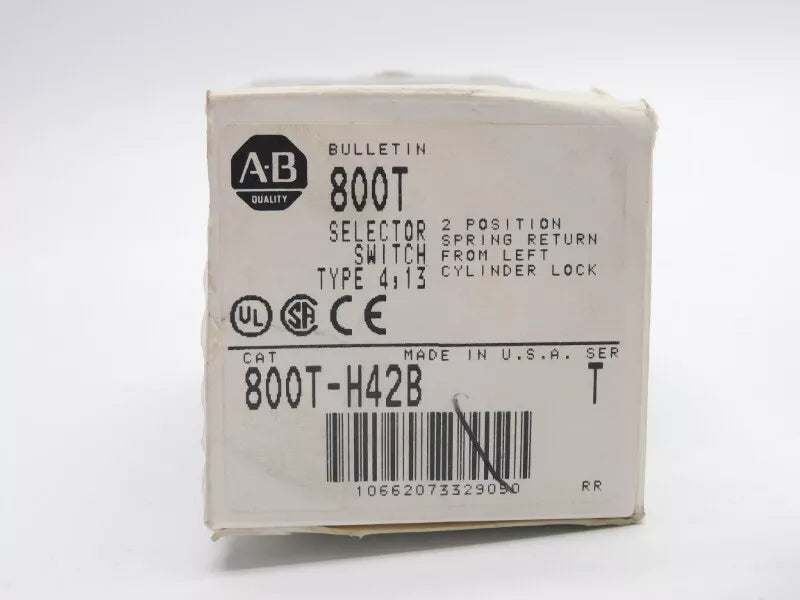 A-B
QUALITY
BULLETIN
800T
SELECTOR
SWITCH
TYPE 4,13
2 POSITION
SPRING RETURN
FROM LEFT
CYLINDER LOCK
UL SA CE
CAT MADE IN U.S.A. SER
800T-H42B T
10662073329050
RR